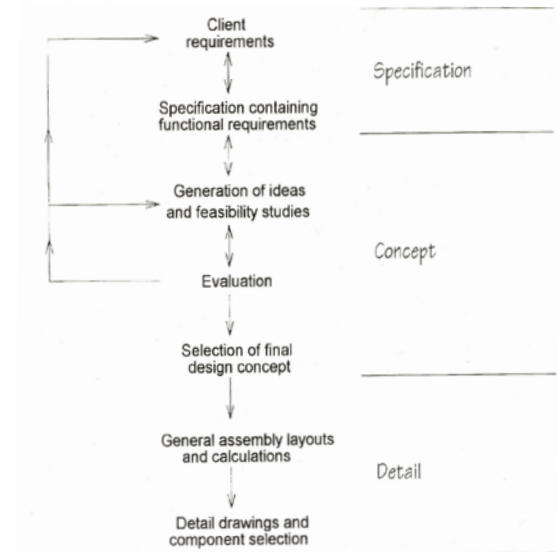 Client
requirements
Specification
Specification containing
functional requirements
Generation of ideas
and feasibility studies
Concept
Evaluation
Selection of final
design concept
General assembly layouts
and calculations
Detail
Detail drawings and
component selection